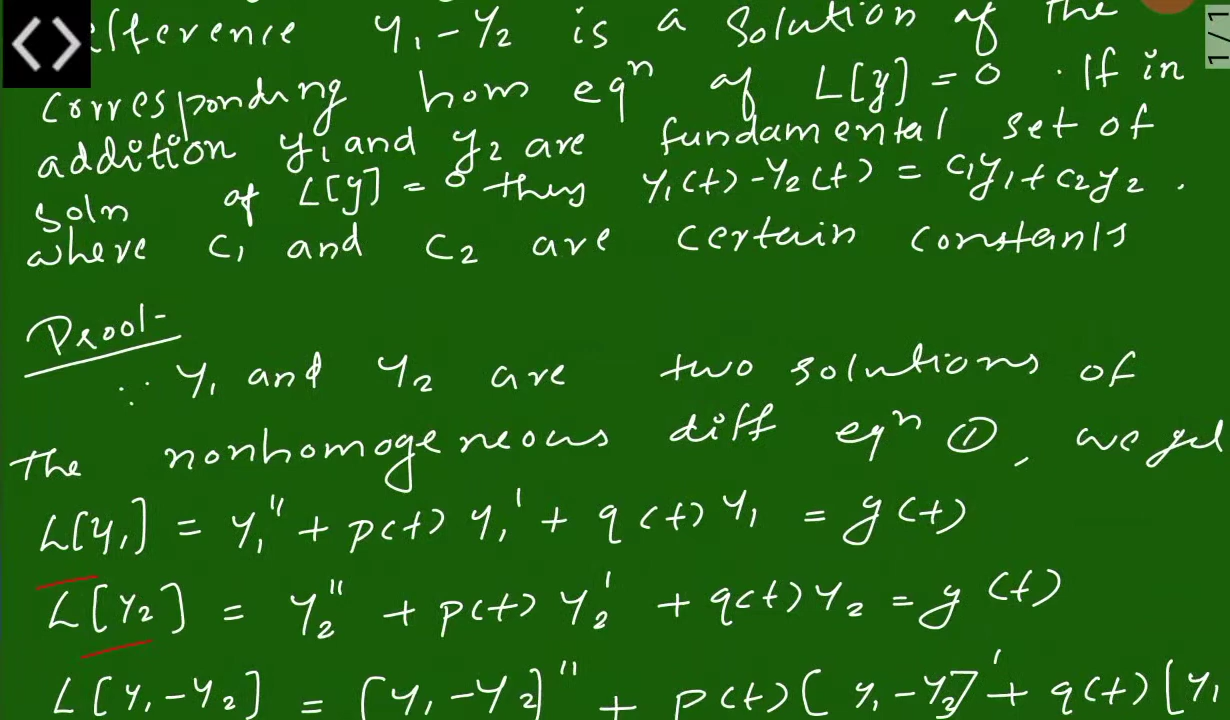 ifference Y₁-Y₂ is a solution of the
corresponding hom eqⁿ of L[y] = 0 . If in
addition y₁ and y₂ are fundamental set of
soln of L[y] = 0 then Y₁(t)-Y₂(t) = c₁y₁+c₂y₂ .
where c₁ and c₂ are certain constants
Proof-
∵ Y₁ and Y₂ are two solutions of
the nonhomogeneous diff eqⁿ ①, we get
L[Y₁] = Y₁'' + p(t) Y₁' + q(t) Y₁ = g(t)
L[Y₂] = Y₂'' + p(t) Y₂' + q(t) Y₂ = g(t)
L[Y₁-Y₂] = [Y₁-Y₂]'' + p(t)[Y₁-Y₂]' + q(t)[Y₁
1/1